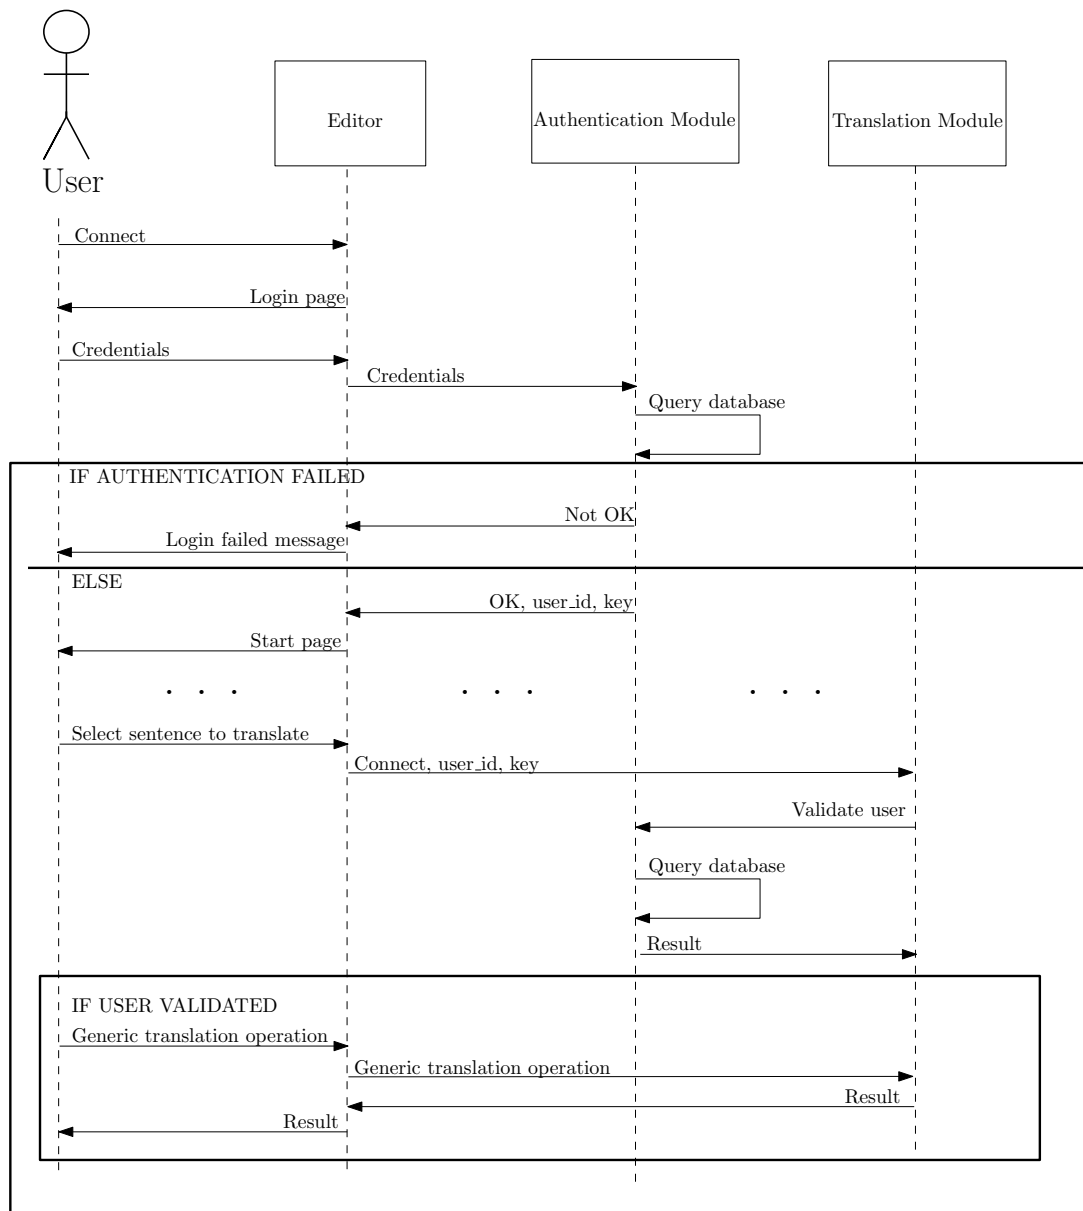 User
Editor
Authentication Module
Translation Module
Connect
Login page
Credentials
Credentials
Query database
IF AUTHENTICATION FAILED
Not OK
Login failed message
ELSE
OK, user_id, key
Start page
. . .
. . .
. . .
Select sentence to translate
Connect, user_id, key
Validate user
Query database
Result
IF USER VALIDATED
Generic translation operation
Generic translation operation
Result
Result